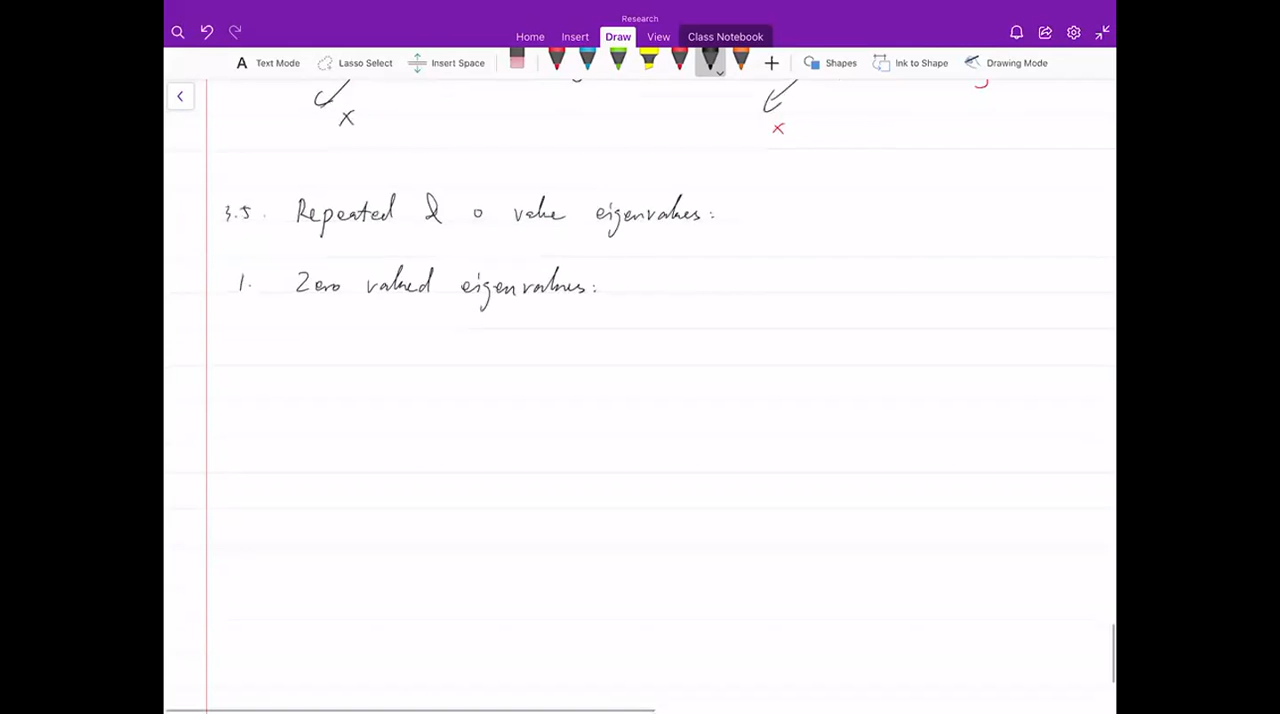 Research
Home Insert Draw View Class Notebook
A Text Mode Lasso Select Insert Space + Shapes Ink to Shape Drawing Mode
x
x
3.5. Repeated & 0 value eigenvalues:
1. Zero valued eigenvalues: